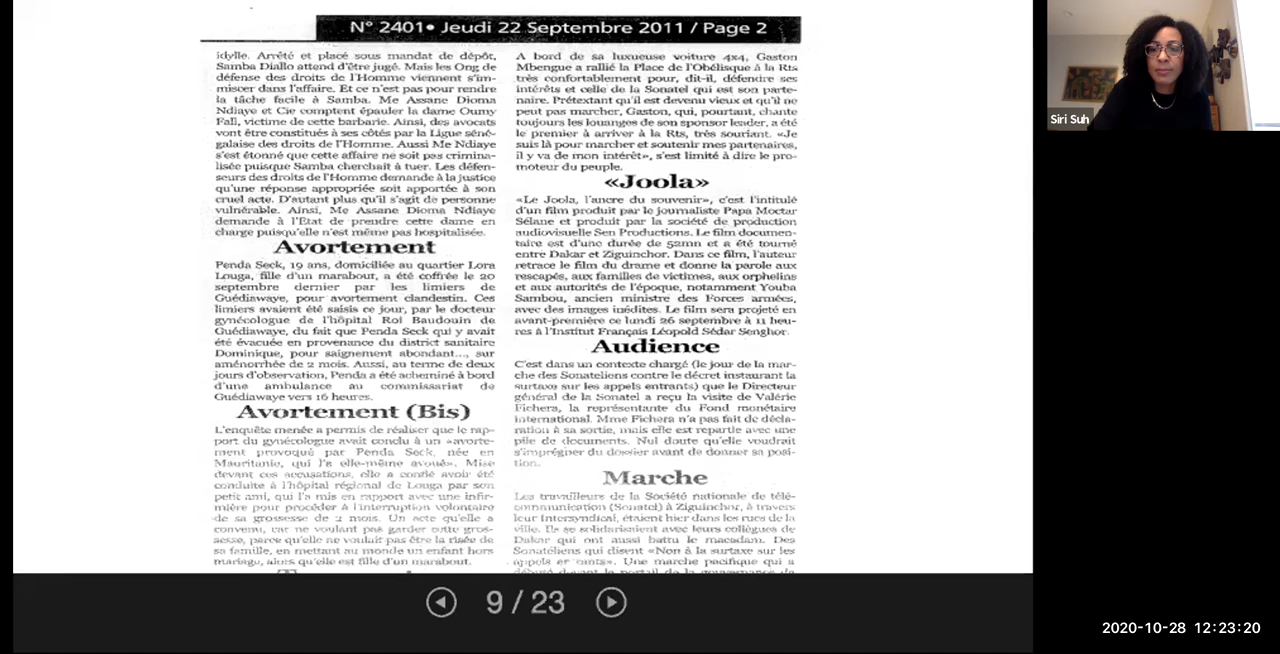 N° 2401• Jeudi 22 Septembre 2011 / Page 2
idylle. Arrêté et placé sous mandat de dépôt,
Samba Diallo attend d'être jugé. Mais les Ong de
défense des droits de l'Homme viennent s'im-
miscer dans l'affaire. Et ce n'est pas pour rendre
la tâche facile à Samba. Me Assane Dioma
Ndiaye et Cie comptent épauler la dame Oumy
Fall, victime de cette barbarie. Ainsi, des avocats
vont être constitués à ses côtés par la Ligue séné-
galaise des droits de l'Homme. Aussi Me Ndiaye
s'est étonné que cette affaire ne soit pas crimina-
lisée puisque Samba cherchait à tuer. Les défen-
seurs des droits de l'Homme demande à la justice
qu'une réponse appropriée soit apportée à son
cruel acte. D'autant plus qu'il s'agit de personne
vulnérable. Ainsi, Me Assane Dioma Ndiaye
demande à l'Etat de prendre cette dame en
charge puisqu'elle n'est même pas hospitalisée.
Avortement
Penda Seck, 19 ans, domiciliée au quartier Lora
Louga, fille d'un marabout, a été coffrée le 20
septembre dernier par les limiers de
Guédiawaye, pour avortement clandestin. Ces
limiers avaient été saisis ce jour, par le docteur
gynécologue de l'hôpital Roi Baudouin de
Guédiawaye, du fait que Penda Seck qui y avait
été évacuée en provenance du district sanitaire
Dominique, pour saignement abondant..., sur
aménorrhée de 2 mois. Aussi, au terme de deux
jours d'observation, Penda a été acheminé à bord
d'une ambulance au commissariat de
Guédiawaye vers 16 heures.
Avortement (Bis)
L'enquête menée a permis de réaliser que le rap-
port du gynécologue avait conclu à un «avorte-
ment provoqué par Penda Seck, née en
Mauritanie, qui l'a elle-même avoué». Mise
devant ces accusations, elle a confié avoir été
conduite à l'hôpital régional de Louga par son
petit ami, qui l'a mis en rapport avec une infir-
mière pour procéder à l'interruption volontaire
de sa grossesse de 2 mois. Un acte qu'elle a
convenu, car ne voulant pas garder cette gros-
sesse, parce qu'elle ne voulait pas être la risée de
sa famille, en mettant au monde un enfant hors
mariage, alors qu'elle est fille d'un marabout.
A bord de sa luxueuse voiture 4x4, Gaston
Mbengue a rallié la Place de l'Obélisque à la Rts
très confortablement pour, dit-il, défendre ses
intérêts et celle de la Sonatel qui est son parte-
naire. Prétextant qu'il est devenu vieux et qu'il ne
peut pas marcher, Gaston, qui, pourtant, chante
toujours les louanges de son sponsor leader, a été
le premier à arriver à la Rts, très souriant. «Je
suis là pour marcher et soutenir mes partenaires,
il y va de mon intérêt», s'est limité à dire le pro-
moteur du peuple.
«Joola»
«Le Joola, l'ancre du souvenir», c'est l'intitulé
d'un film produit par le journaliste Papa Moctar
Sélane et produit par la société de production
audiovisuelle Sen Productions. Le film documen-
taire est d'une durée de 52mn et a été tourné
entre Dakar et Ziguinchor. Dans ce film, l'auteur
retrace le film du drame et donne la parole aux
rescapés, aux familles de victimes, aux orphelins
et aux autorités de l'époque, notamment Youba
Sambou, ancien ministre des Forces armées,
avec des images inédites. Le film sera projeté en
avant-première ce lundi 26 septembre à 11 heu-
res à l'Institut Français Léopold Sédar Senghor.
Audience
C'est dans un contexte chargé (le jour de la mar-
che des Sonateliens contre le décret instaurant la
surtaxe sur les appels entrants) que le Directeur
général de la Sonatel a reçu la visite de Valérie
Fichera, la représentante du Fond monétaire
international. Mme Fichera n'a pas fait de décla-
ration à sa sortie, mais elle est repartie avec une
pile de documents. Nul doute qu'elle voudrait
s'imprégner du dossier avant de donner sa posi-
tion.
Marche
Les travailleurs de la Société nationale de télé-
communication (Sonatel) à Ziguinchor, à travers
leur Intersyndical, étaient hier dans les rues de la
ville. Ils se solidarisaient avec leurs collègues de
Dakar qui ont aussi battu le macadam. Des
Sonatéliens qui disent «Non à la surtaxe sur les
appels Une marche pacifique qui a
9 / 23
Siri Suh
2020-10-28 12:23:20